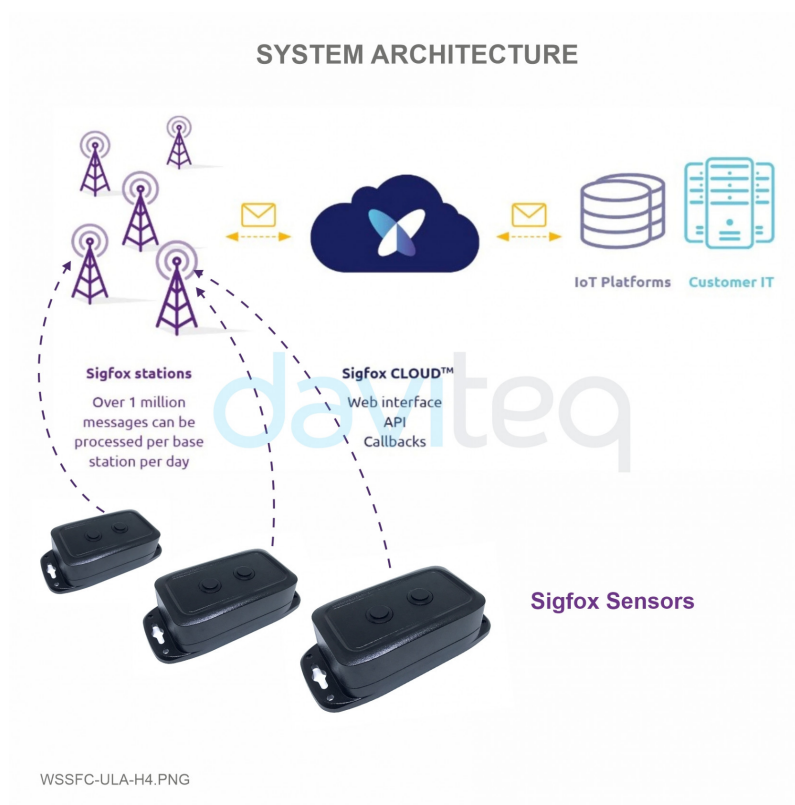 SYSTEM ARCHITECTURE
IoT Platforms
Customer IT
Sigfox stations
Over 1 million
messages can be
processed per base
station per day
Sigfox CLOUD™
Web interface
API
Callbacks
daviteq
Sigfox Sensors
WSSFC-ULA-H4.PNG